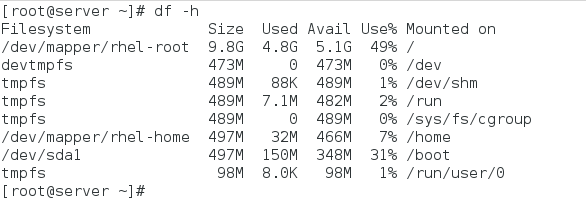 [root@server ~]# df -h
Filesystem             Size  Used Avail Use% Mounted on
/dev/mapper/rhel-root  9.8G  4.8G  5.1G  49% /
devtmpfs               473M     0  473M   0% /dev
tmpfs                  489M   88K  489M   1% /dev/shm
tmpfs                  489M  7.1M  482M   2% /run
tmpfs                  489M     0  489M   0% /sys/fs/cgroup
/dev/mapper/rhel-home  497M   32M  466M   7% /home
/dev/sda1              497M  150M  348M  31% /boot
tmpfs                   98M  8.0K   98M   1% /run/user/0
[root@server ~]#